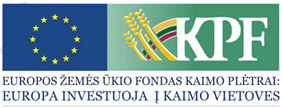 KPF
EUROPOS ŽEMĖS ŪKIO FONDAS KAIMO PLĖTRAI:
EUROPA INVESTUOJA Į KAIMO VIETOVES